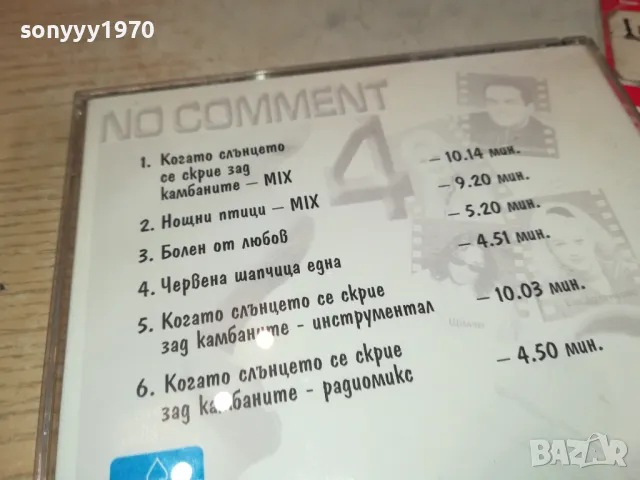 sonyyy1970
NO COMMENT
4
1. Когато слънцето
се скрие зад
камбаните – MIX – 10.14 мин.
2. Нощни птици – MIX – 9.20 мин.
3. Болен от любов – 5.20 мин.
4. Червена шапчица една – 4.51 мин.
5. Когато слънцето се скрие
зад камбаните - инструментал – 10.03 мин.
6. Когато слънцето се скрие
зад камбаните - радиомикс – 4.50 мин.
BAZAR
bazar.bg